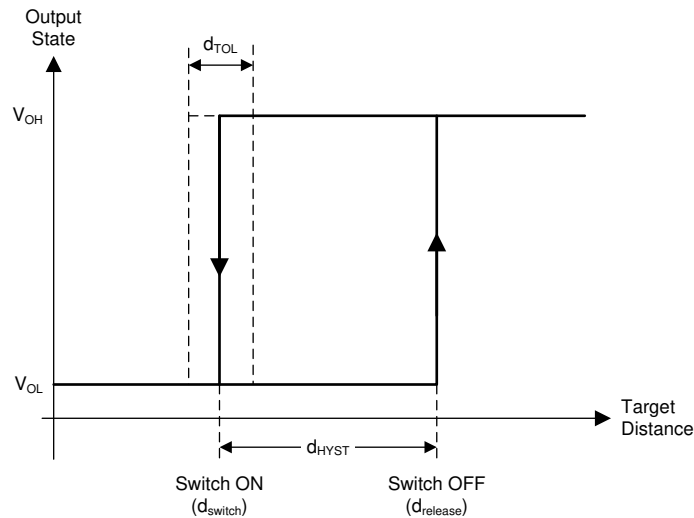 Output
State
dTOL
VOH
VOL
Target
Distance
dHYST
Switch ON
(dswitch)
Switch OFF
(drelease)